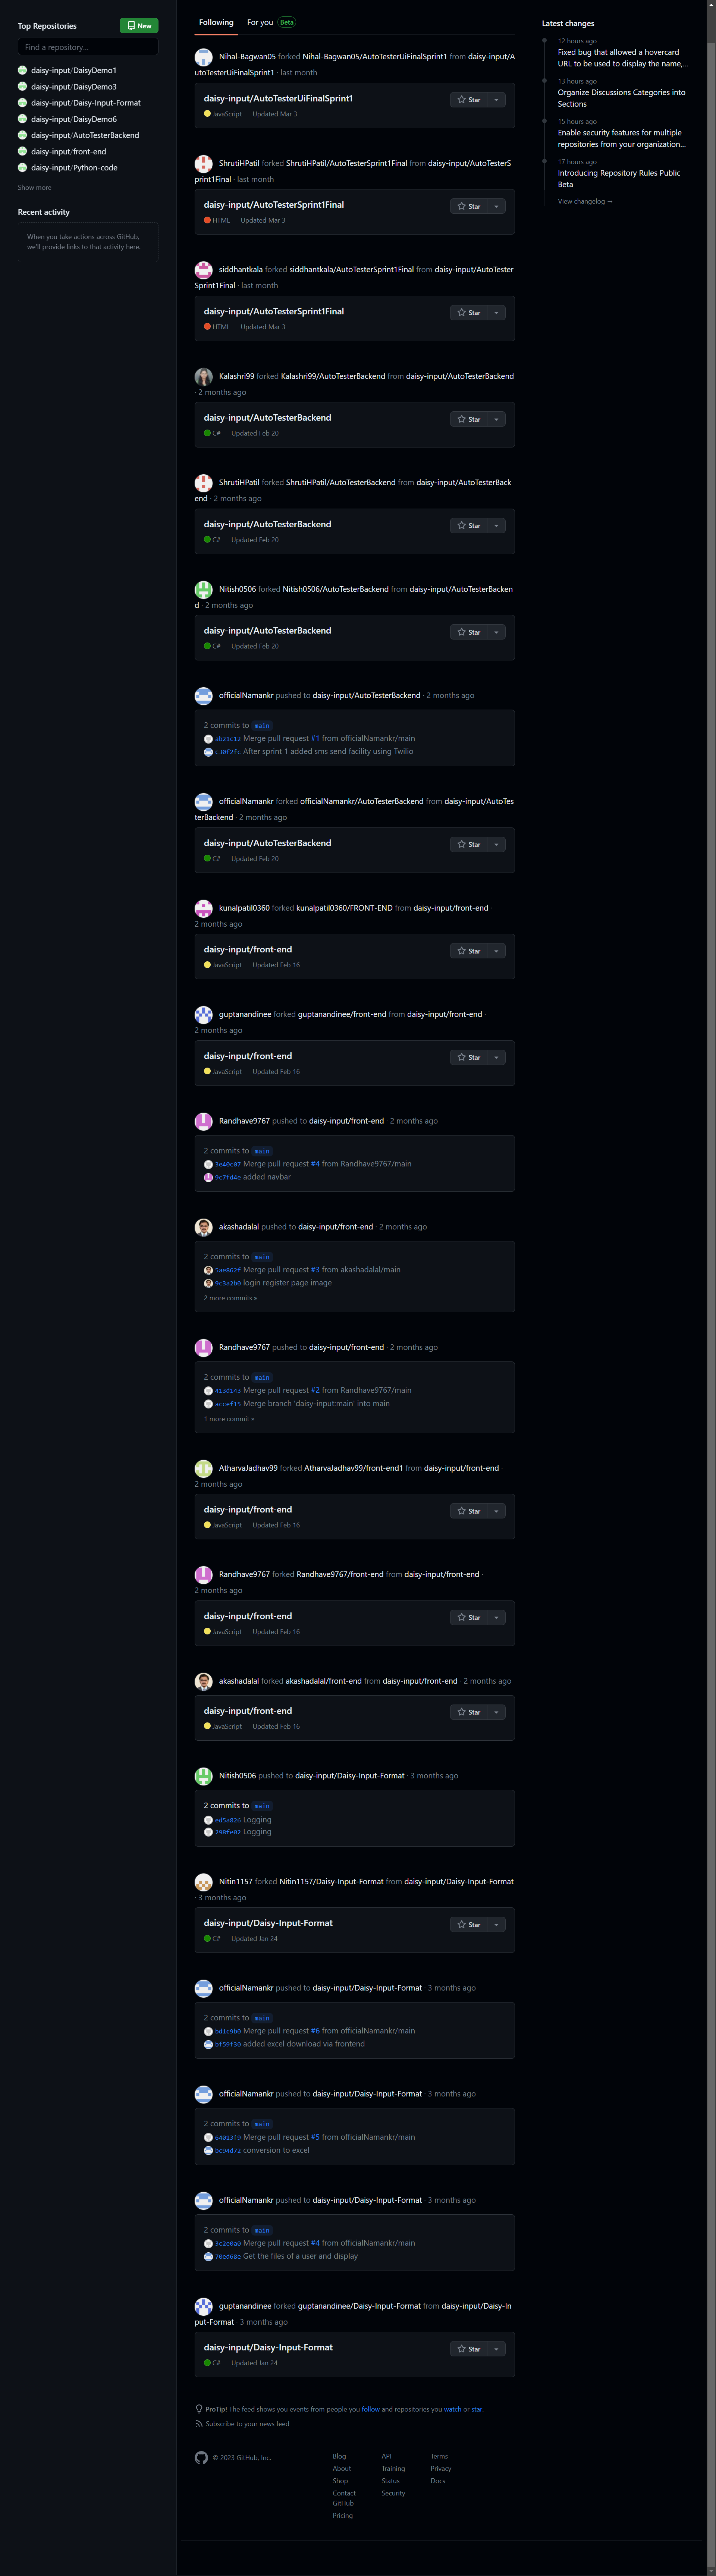 Top Repositories
New
Find a repository...
daisy-input/DaisyDemo1
daisy-input/DaisyDemo3
daisy-input/Daisy-Input-Format
daisy-input/DaisyDemo6
daisy-input/AutoTesterBackend
daisy-input/front-end
daisy-input/Python-code
Show more
Recent activity
When you take actions across GitHub,
we'll provide links to that activity here.
Following
For you Beta
Nihal-Bagwan05 forked Nihal-Bagwan05/AutoTesterUiFinalSprint1 from daisy-input/A
utoTesterUiFinalSprint1 · last month
daisy-input/AutoTesterUiFinalSprint1
Star
JavaScript Updated Mar 3
ShrutiHPatil forked ShrutiHPatil/AutoTesterSprint1Final from daisy-input/AutoTesterS
print1Final · last month
daisy-input/AutoTesterSprint1Final
Star
HTML Updated Mar 3
siddhantkala forked siddhantkala/AutoTesterSprint1Final from daisy-input/AutoTester
Sprint1Final · last month
daisy-input/AutoTesterSprint1Final
Star
HTML Updated Mar 3
Kalashri99 forked Kalashri99/AutoTesterBackend from daisy-input/AutoTesterBackend
· 2 months ago
daisy-input/AutoTesterBackend
Star
C# Updated Feb 20
ShrutiHPatil forked ShrutiHPatil/AutoTesterBackend from daisy-input/AutoTesterBack
end · 2 months ago
daisy-input/AutoTesterBackend
Star
C# Updated Feb 20
Nitish0506 forked Nitish0506/AutoTesterBackend from daisy-input/AutoTesterBacken
d · 2 months ago
daisy-input/AutoTesterBackend
Star
C# Updated Feb 20
officialNamankr pushed to daisy-input/AutoTesterBackend · 2 months ago
2 commits to main
ab21c12 Merge pull request #1 from officialNamankr/main
c30f2fc After sprint 1 added sms send facility using Twilio
officialNamankr forked officialNamankr/AutoTesterBackend from daisy-input/AutoTes
terBackend · 2 months ago
daisy-input/AutoTesterBackend
Star
C# Updated Feb 20
kunalpatil0360 forked kunalpatil0360/FRONT-END from daisy-input/front-end ·
2 months ago
daisy-input/front-end
Star
JavaScript Updated Feb 16
guptanandinee forked guptanandinee/front-end from daisy-input/front-end ·
2 months ago
daisy-input/front-end
Star
JavaScript Updated Feb 16
Randhave9767 pushed to daisy-input/front-end · 2 months ago
2 commits to main
3e40c07 Merge pull request #4 from Randhave9767/main
9c7fd4e added navbar
akashadalal pushed to daisy-input/front-end · 2 months ago
2 commits to main
5ae862f Merge pull request #3 from akashadalal/main
9c3a2b0 login register page image
2 more commits »
Randhave9767 pushed to daisy-input/front-end · 2 months ago
2 commits to main
413d143 Merge pull request #2 from Randhave9767/main
accef15 Merge branch 'daisy-input:main' into main
1 more commit »
AtharvaJadhav99 forked AtharvaJadhav99/front-end1 from daisy-input/front-end ·
2 months ago
daisy-input/front-end
Star
JavaScript Updated Feb 16
Randhave9767 forked Randhave9767/front-end from daisy-input/front-end ·
2 months ago
daisy-input/front-end
Star
JavaScript Updated Feb 16
akashadalal forked akashadalal/front-end from daisy-input/front-end · 2 months ago
daisy-input/front-end
Star
JavaScript Updated Feb 16
Nitish0506 pushed to daisy-input/Daisy-Input-Format · 3 months ago
2 commits to main
ed5a826 Logging
298fe02 Logging
Nitin1157 forked Nitin1157/Daisy-Input-Format from daisy-input/Daisy-Input-Format
· 3 months ago
daisy-input/Daisy-Input-Format
Star
C# Updated Jan 24
officialNamankr pushed to daisy-input/Daisy-Input-Format · 3 months ago
2 commits to main
bd1c9b0 Merge pull request #6 from officialNamankr/main
bf59f30 added excel download via frontend
officialNamankr pushed to daisy-input/Daisy-Input-Format · 3 months ago
2 commits to main
64013f9 Merge pull request #5 from officialNamankr/main
bc94d72 conversion to excel
officialNamankr pushed to daisy-input/Daisy-Input-Format · 3 months ago
2 commits to main
3c2e0a0 Merge pull request #4 from officialNamankr/main
70ed68e Get the files of a user and display
guptanandinee forked guptanandinee/Daisy-Input-Format from daisy-input/Daisy-In
put-Format · 3 months ago
daisy-input/Daisy-Input-Format
Star
C# Updated Jan 24
ProTip! The feed shows you events from people you follow and repositories you watch or star.
Subscribe to your news feed
© 2023 GitHub, Inc.
Blog
About
Shop
Contact
GitHub
Pricing
API
Training
Status
Security
Terms
Privacy
Docs
Latest changes
12 hours ago
Fixed bug that allowed a hovercard
URL to be used to display the name,...
13 hours ago
Organize Discussions Categories into
Sections
15 hours ago
Enable security features for multiple
repositories from your organization...
17 hours ago
Introducing Repository Rules Public
Beta
View changelog →